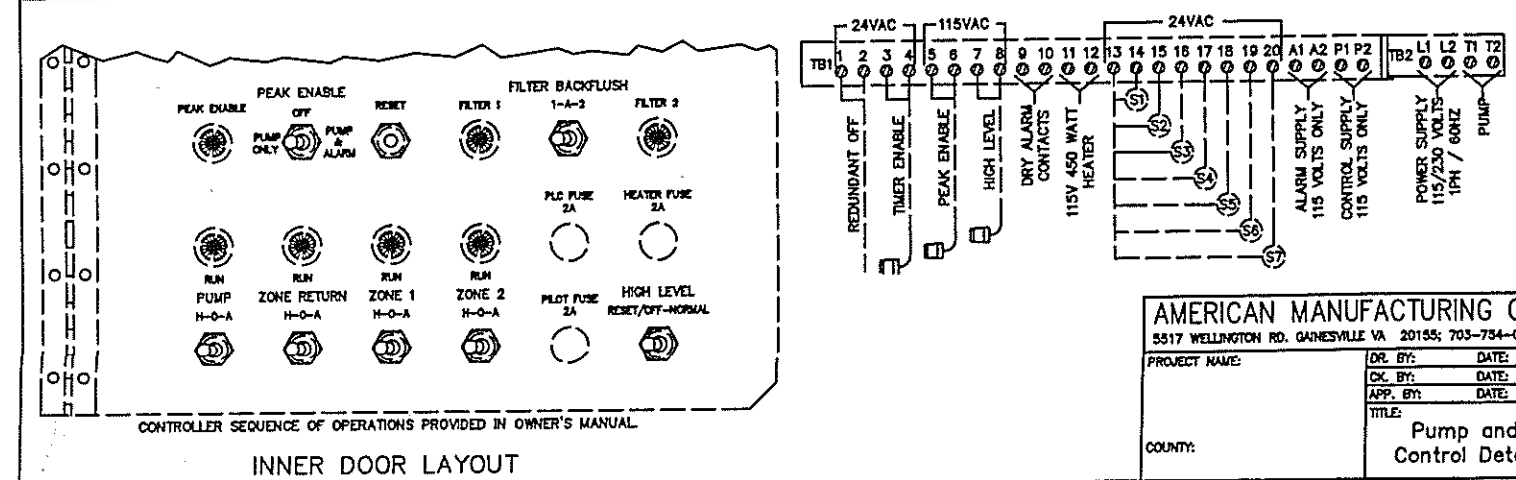 PEAK ENABLE
PEAK ENABLE
OFF
PUMP ONLY
PUMP & ALARM
RESET
FILTER BACKFLUSH
FILTER 1
1-A-2
FILTER 2
PLC FUSE
2A
HEATER FUSE
2A
RUN
RUN
RUN
RUN
PUMP
H-O-A
ZONE RETURN
H-O-A
ZONE 1
H-O-A
ZONE 2
H-O-A
PILOT FUSE
2A
HIGH LEVEL
RESET/OFF-NORMAL
CONTROLLER SEQUENCE OF OPERATIONS PROVIDED IN OWNER'S MANUAL.
INNER DOOR LAYOUT
24VAC
115VAC
24VAC
TB1
1 2 3 4 5 6 7 8 9 10 11 12 13 14 15 16 17 18 19 20 A1 A2 P1 P2
TB2
L1 L2 T1 T2
REDUNDANT OFF
TIMER ENABLE
PEAK ENABLE
HIGH LEVEL
DRY ALARM
CONTACTS
115V 450 WATT
HEATER
S1
S2
S3
S4
S5
S6
S7
ALARM SUPPLY
115 VOLTS ONLY
CONTROL SUPPLY
115 VOLTS ONLY
POWER SUPPLY
115/230 VOLTS
1PH / 60HZ
PUMP
AMERICAN MANUFACTURING
5517 WELLINGTON RD. GAINESVILLE VA 20155; 703-754-
PROJECT NAME:
DR. BY: DATE:
CK. BY: DATE:
APP. BY: DATE:
TITLE:
Pump and
Control
COUNTY: